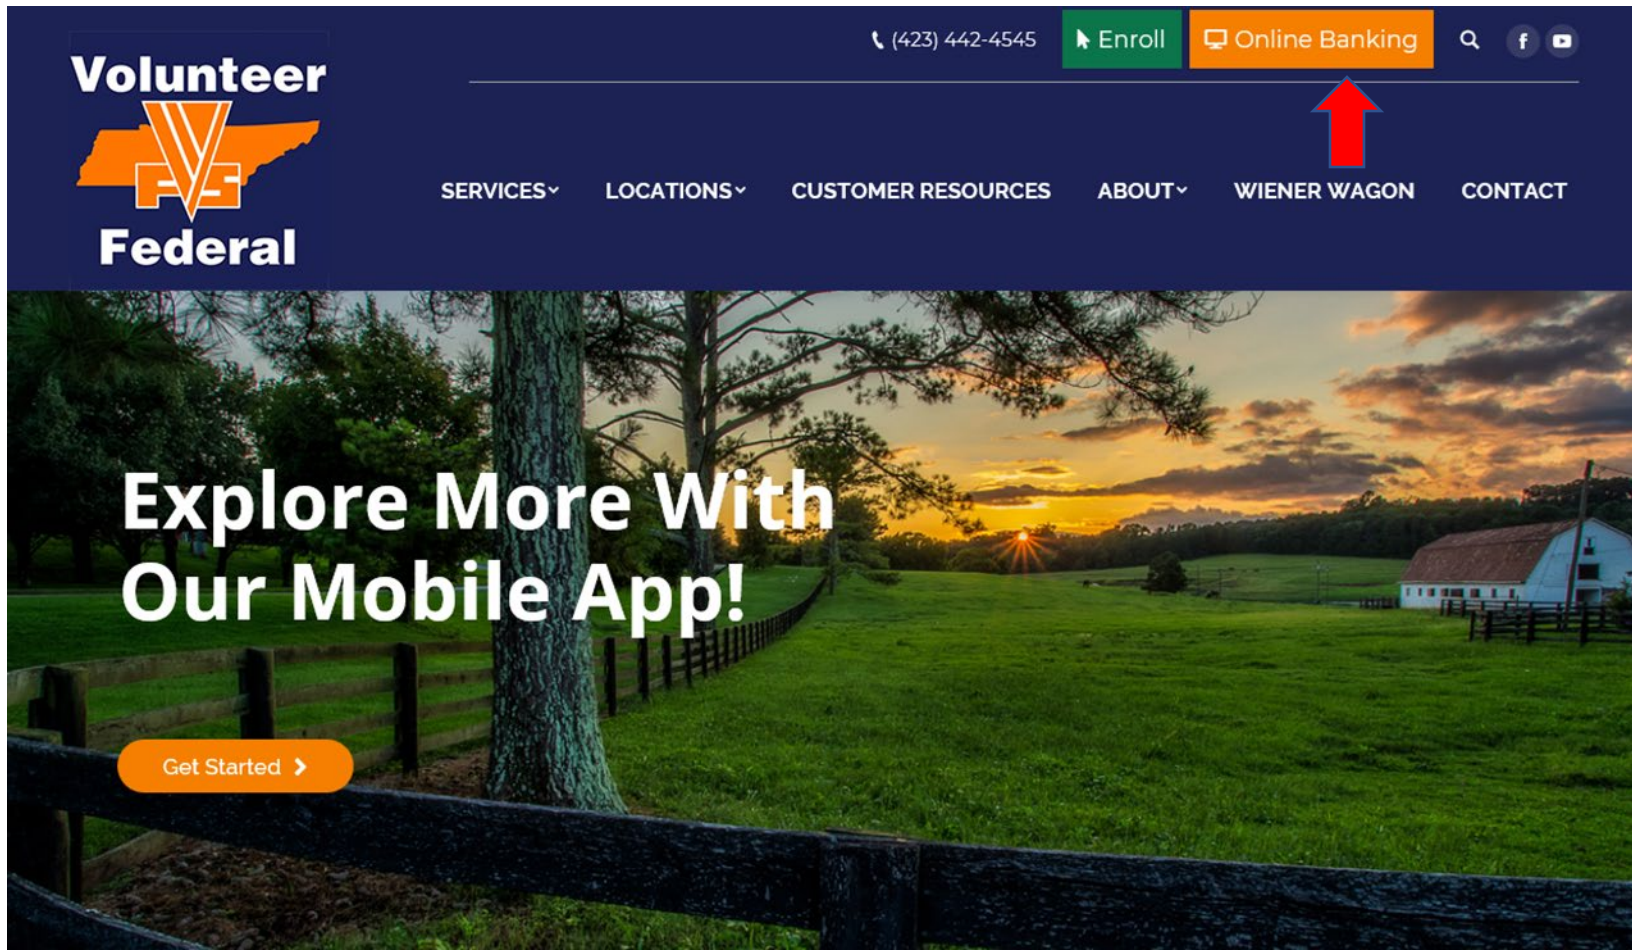 (423) 442-4545 Enroll Online Banking
Volunteer
VFS
Federal
SERVICES LOCATIONS CUSTOMER RESOURCES ABOUT WIENER WAGON CONTACT
Explore More With
Our Mobile App!
Get Started